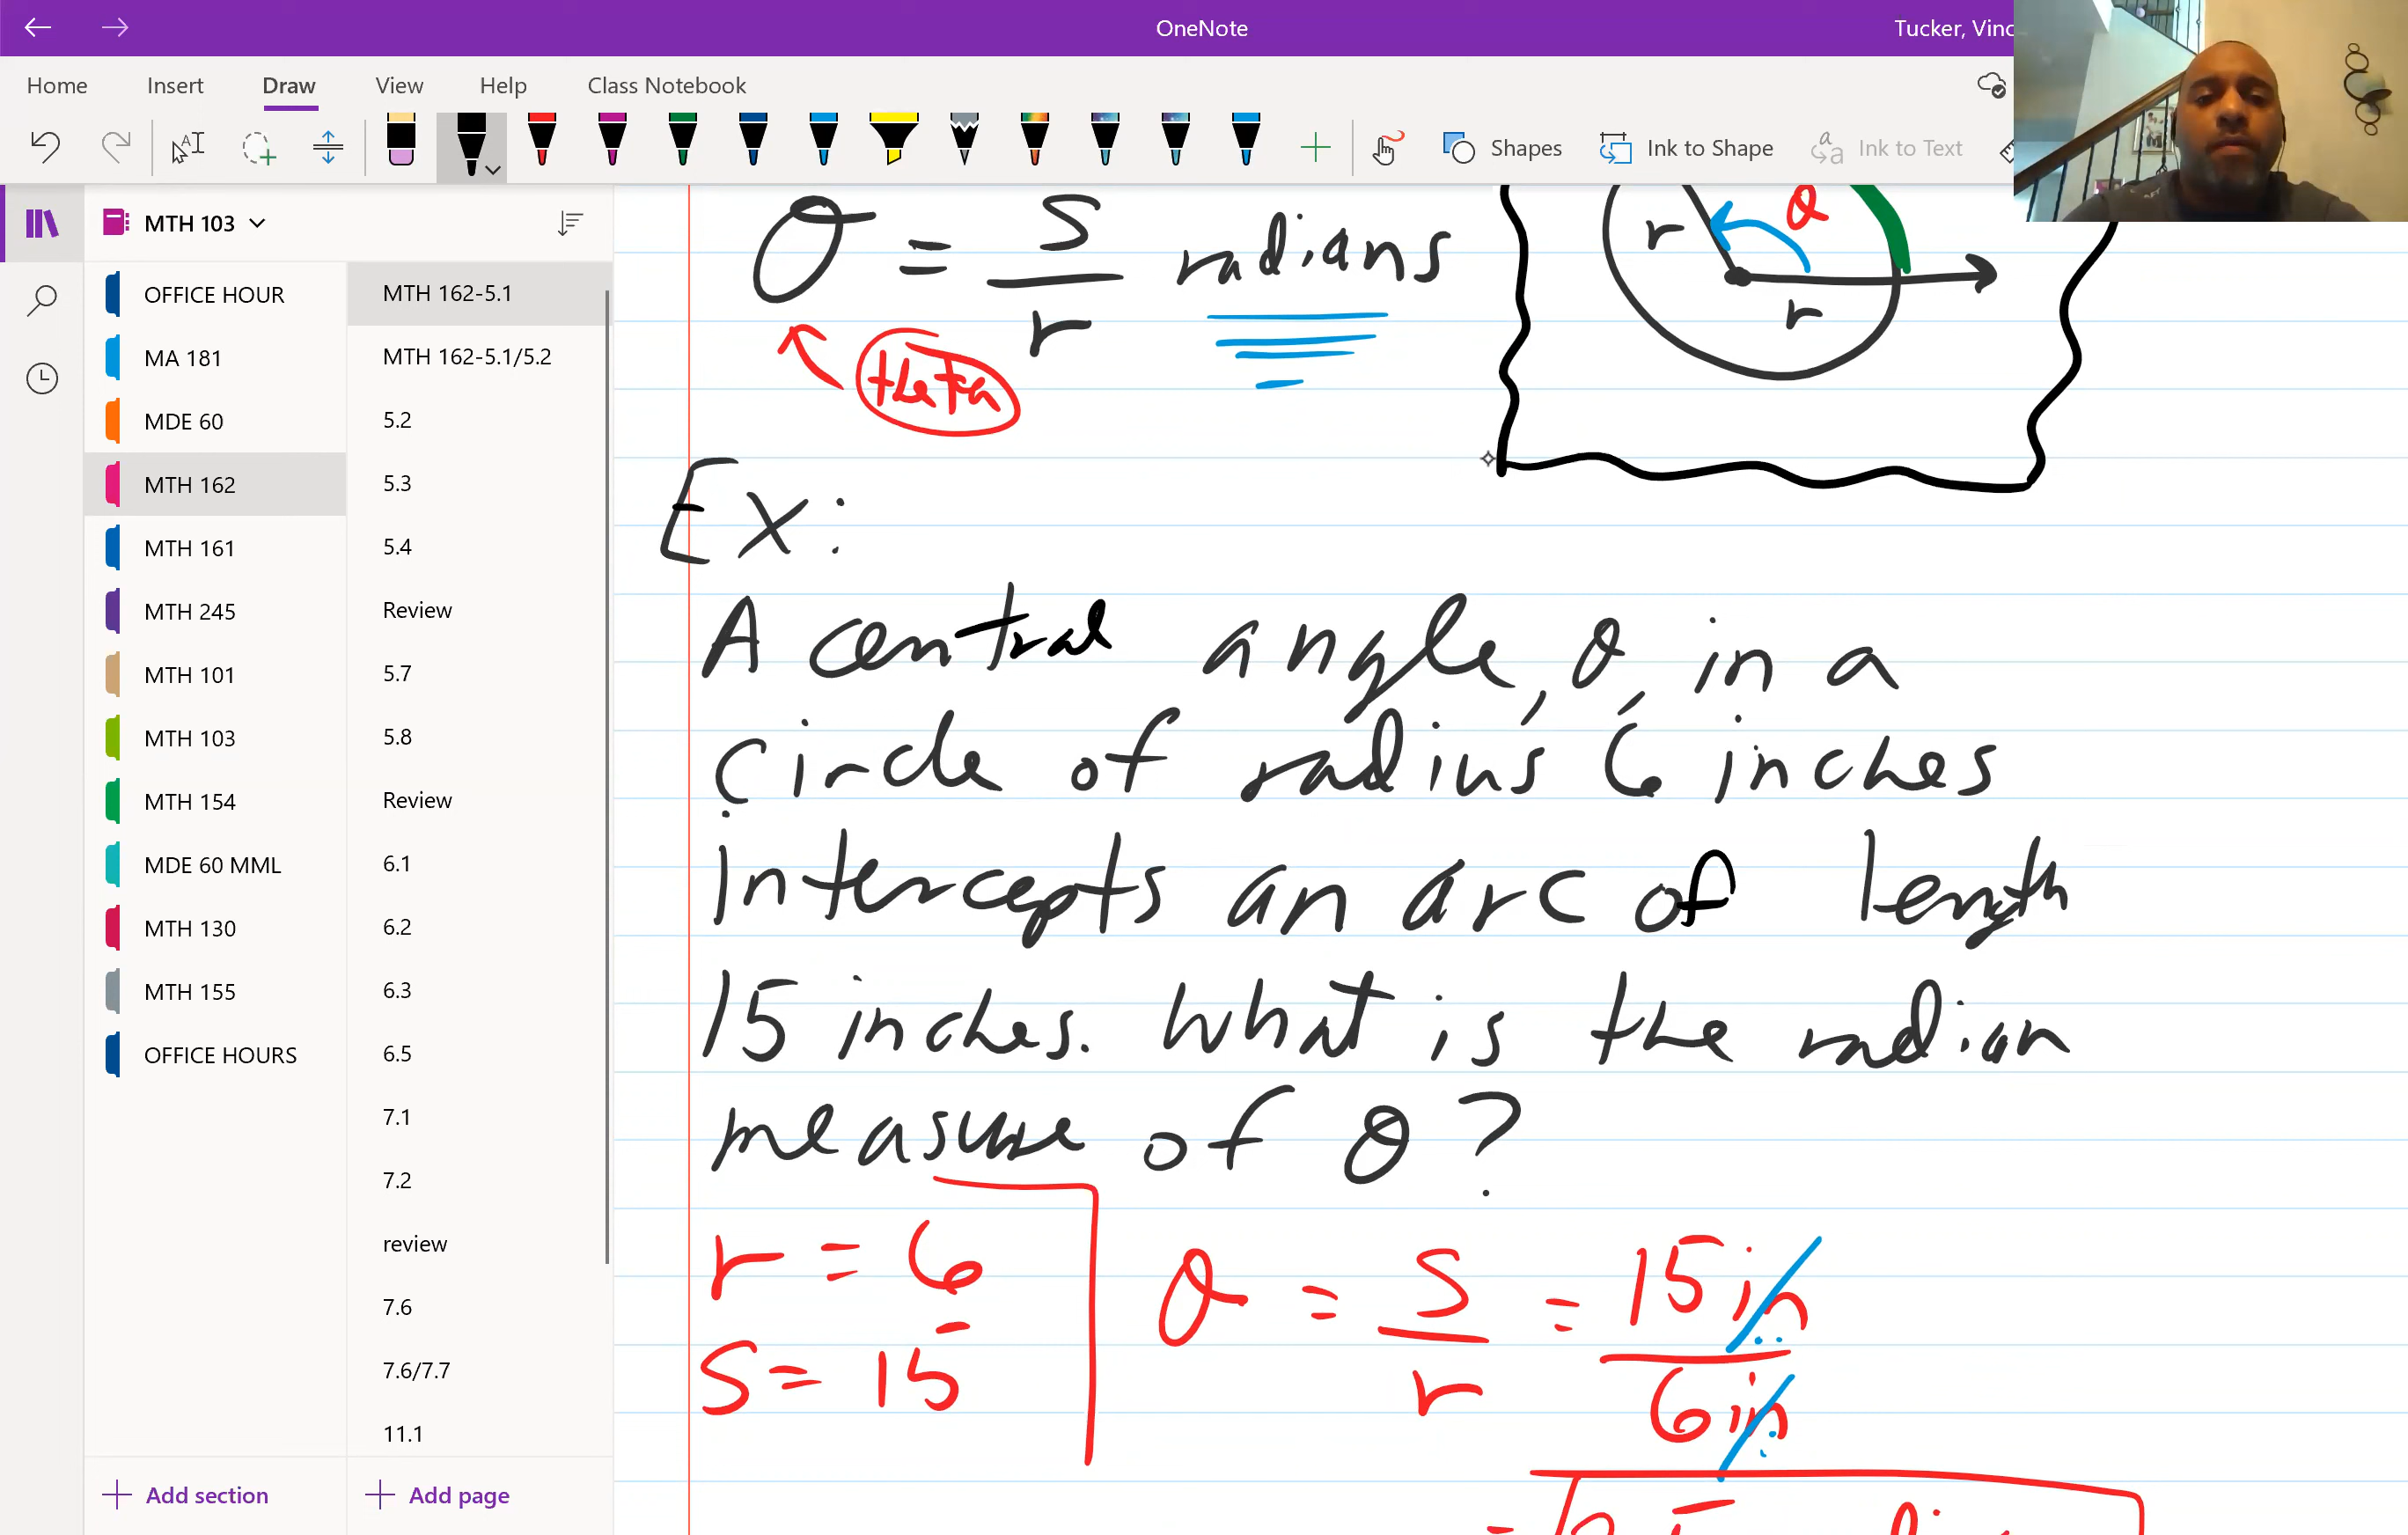 OneNote
Tucker, Vinc
Home Insert Draw View Help Class Notebook
Shapes Ink to Shape Ink to Text
MTH 103
OFFICE HOUR
MA 181
MDE 60
MTH 162
MTH 161
MTH 245
MTH 101
MTH 103
MTH 154
MDE 60 MML
MTH 130
MTH 155
OFFICE HOURS
Add section
MTH 162-5.1
MTH 162-5.1/5.2
5.2
5.3
5.4
Review
5.7
5.8
Review
6.1
6.2
6.3
6.5
7.1
7.2
review
7.6
7.6/7.7
11.1
Add page
θ = s/r radians
theta
r θ
r
Ex:
A central angle, θ, in a
circle of radius 6 inches
intercepts an arc of length
15 inches. What is the radian
measure of θ?
r = 6
s = 15
θ = s/r = 15 in/6 in